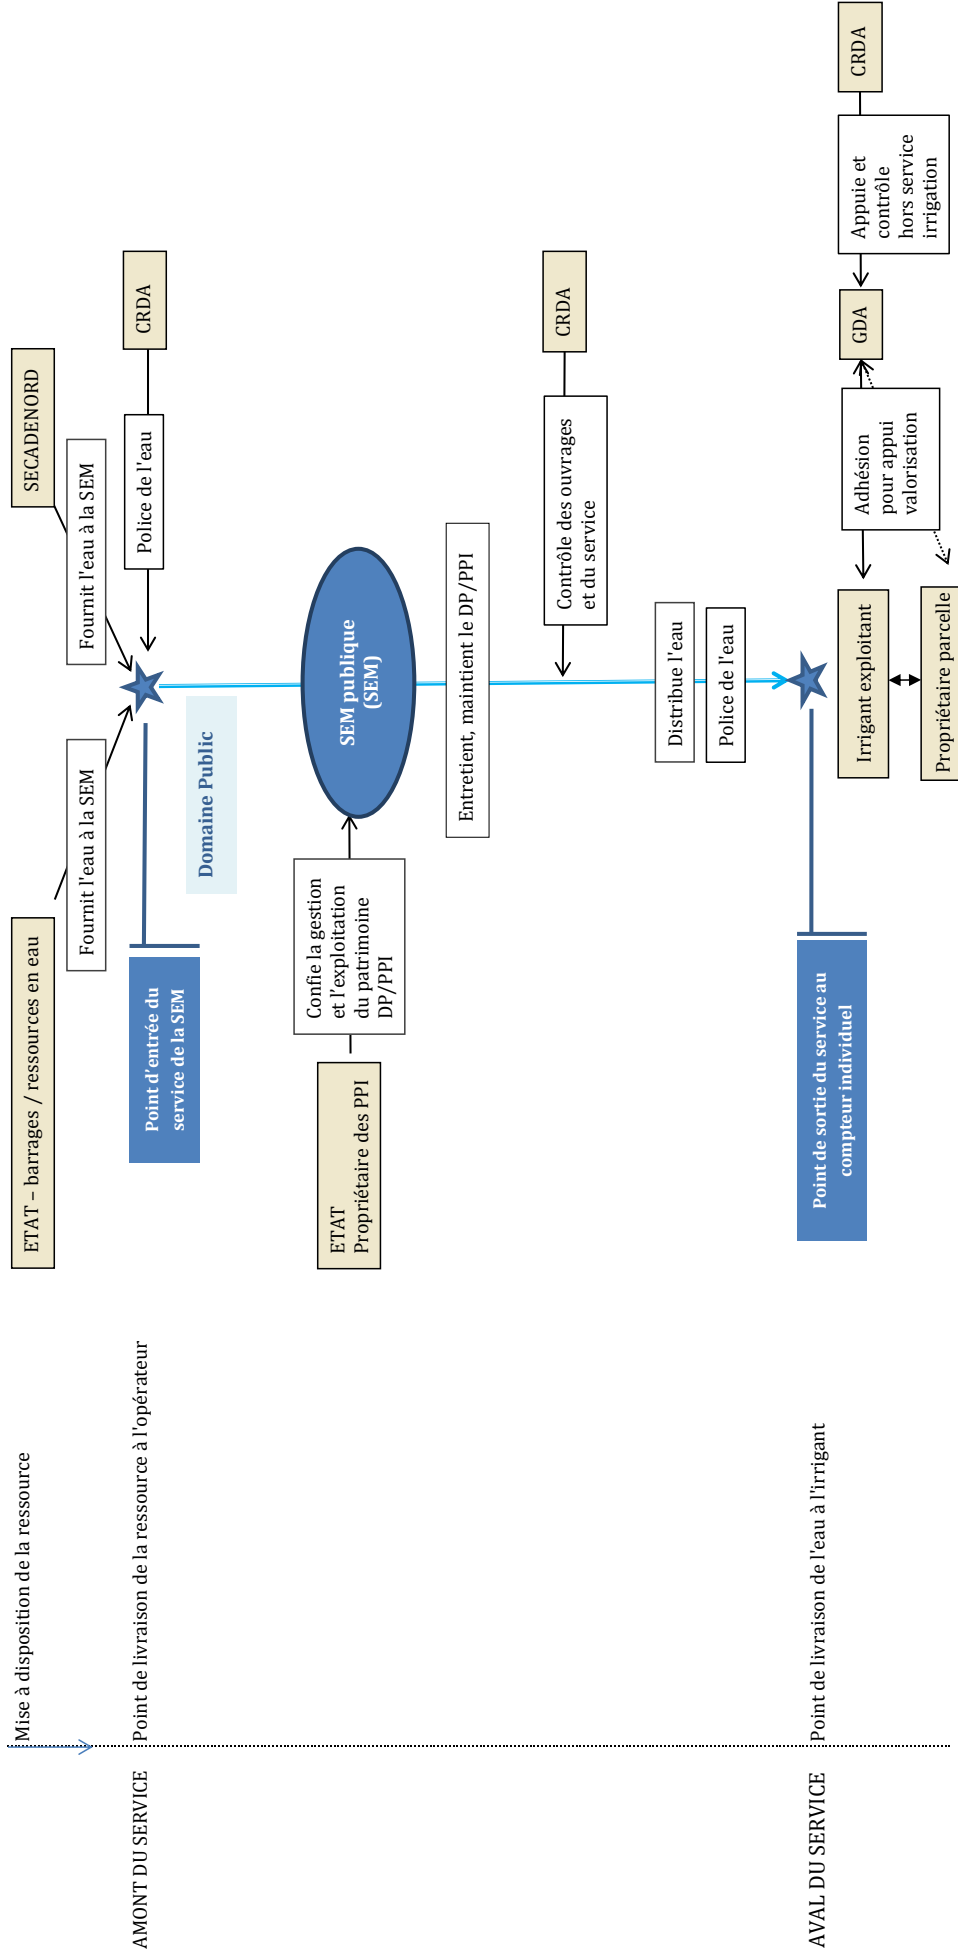 Mise à disposition de la ressource
ETAT – barrages / ressources en eau
SECADENORD
Fournit l'eau à la SEM
Fournit l'eau à la SEM
AMONT DU SERVICE
Point de livraison de la ressource à l'opérateur
Point d'entrée du
service de la SEM
Police de l'eau
CRDA
Domaine Public
ETAT
Propriétaire des PPI
Confie la gestion
et l'exploitation
du patrimoine
DP/PPI
SEM publique
(SEM)
Entretient, maintient le DP/PPI
Contrôle des ouvrages
et du service
CRDA
Distribue l'eau
Police de l'eau
AVAL DU SERVICE
Point de livraison de l'eau à l'irrigant
Point de sortie du service au
compteur individuel
Irrigant exploitant
Adhésion
pour appui
valorisation
GDA
Appuie et
contrôle
hors service
irrigation
CRDA
Propriétaire parcelle